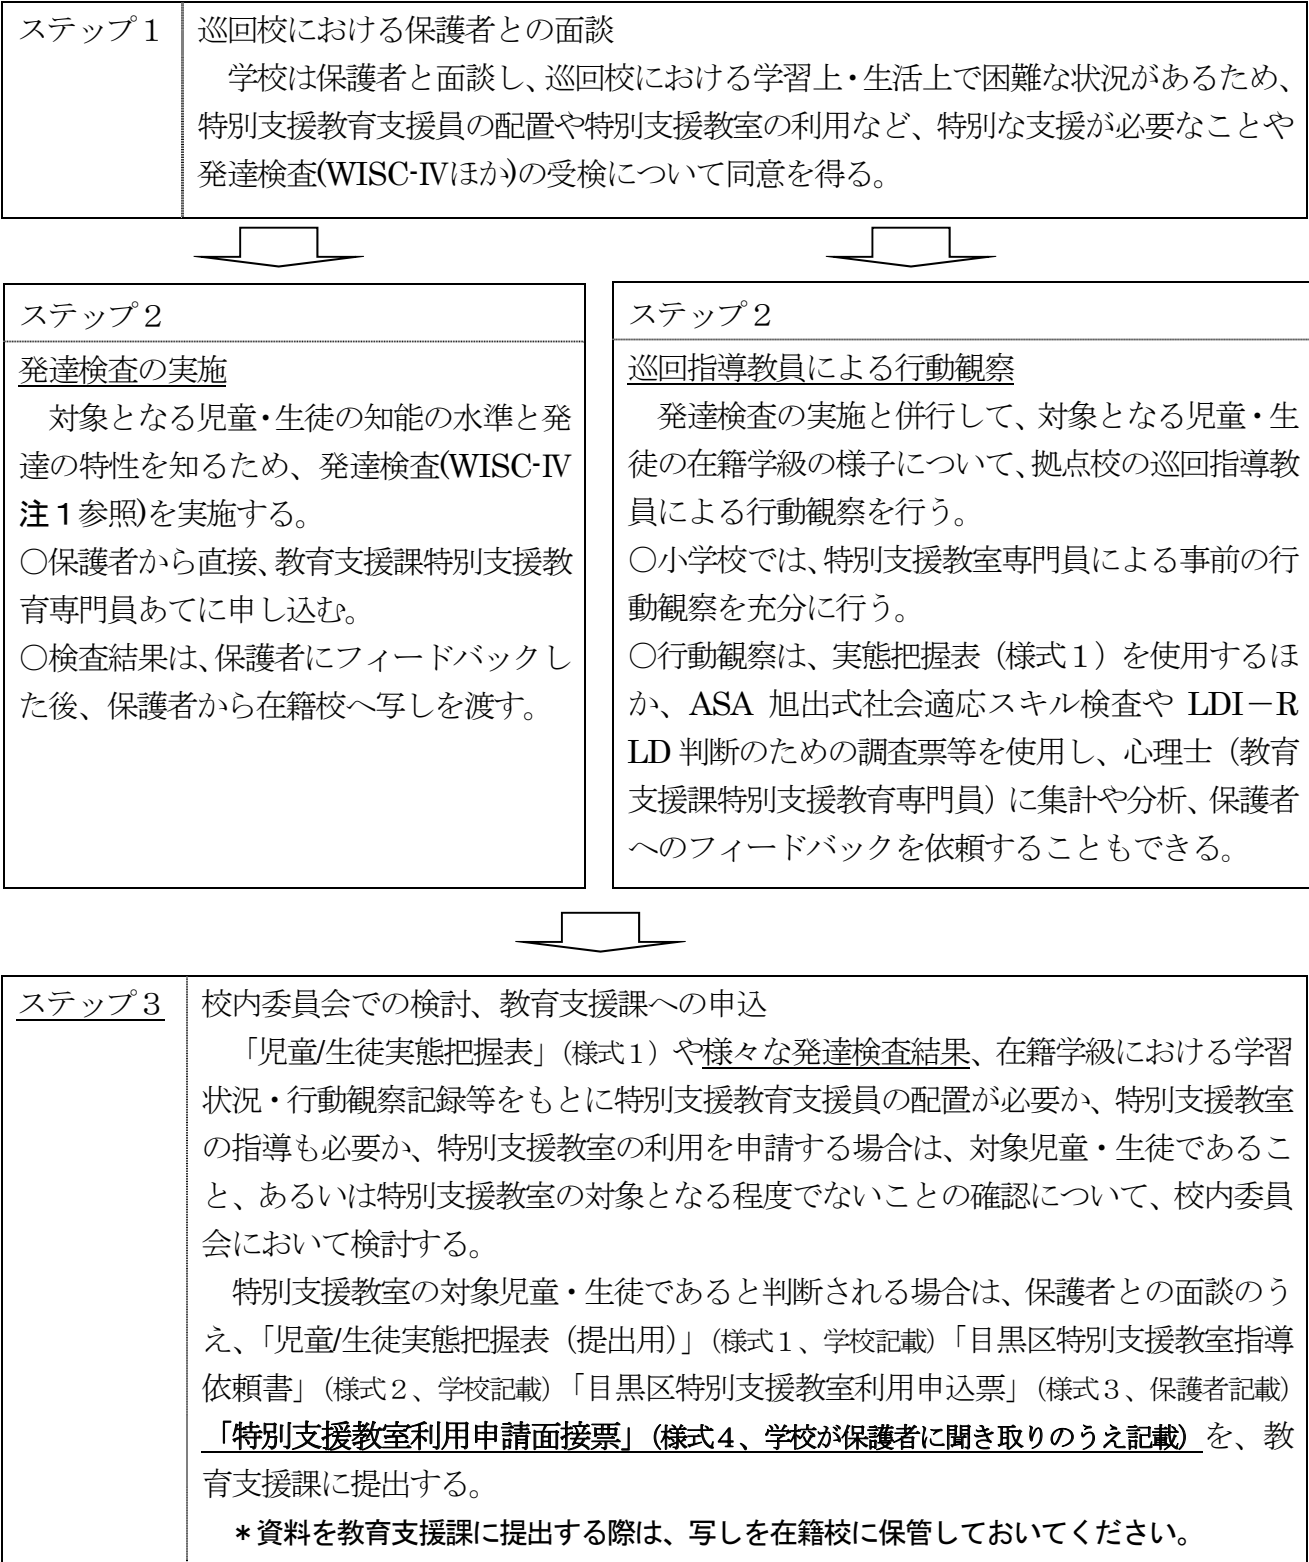 ステップ１
巡回校における保護者との面談
　学校は保護者と面談し、巡回校における学習上・生活上で困難な状況があるため、
特別支援教育支援員の配置や特別支援教室の利用など、特別な支援が必要なことや
発達検査(WISC-Ⅳほか)の受検について同意を得る。
ステップ２
発達検査の実施
　対象となる児童・生徒の知能の水準と発
達の特性を知るため、発達検査(WISC-Ⅳ
注１参照)を実施する。
〇保護者から直接、教育支援課特別支援教
育専門員あてに申し込む。
〇検査結果は、保護者にフィードバックし
た後、保護者から在籍校へ写しを渡す。
ステップ２
巡回指導教員による行動観察
　発達検査の実施と併行して、対象となる児童・生
徒の在籍学級の様子について、拠点校の巡回指導教
員による行動観察を行う。
〇小学校では、特別支援教室専門員による事前の行
動観察を充分に行う。
〇行動観察は、実態把握表（様式１）を使用するほ
か、ASA 旭出式社会適応スキル検査や LDI－R
LD 判断のための調査票等を使用し、心理士（教育
支援課特別支援教育専門員）に集計や分析、保護者
へのフィードバックを依頼することもできる。
ステップ３
校内委員会での検討、教育支援課への申込
　「児童/生徒実態把握表」（様式１）や様々な発達検査結果、在籍学級における学習
状況・行動観察記録等をもとに特別支援教育支援員の配置が必要か、特別支援教室
の指導も必要か、特別支援教室の利用を申請する場合は、対象児童・生徒であるこ
と、あるいは特別支援教室の対象となる程度でないことの確認について、校内委員
会において検討する。
　特別支援教室の対象児童・生徒であると判断される場合は、保護者との面談のう
え、「児童/生徒実態把握表（提出用）」（様式１、学校記載）「目黒区特別支援教室指導
依頼書」（様式２、学校記載）「目黒区特別支援教室利用申込票」（様式３、保護者記載）
「特別支援教室利用申請面接票」（様式４、学校が保護者に聞き取りのうえ記載）を、教
育支援課に提出する。
　＊資料を教育支援課に提出する際は、写しを在籍校に保管しておいてください。